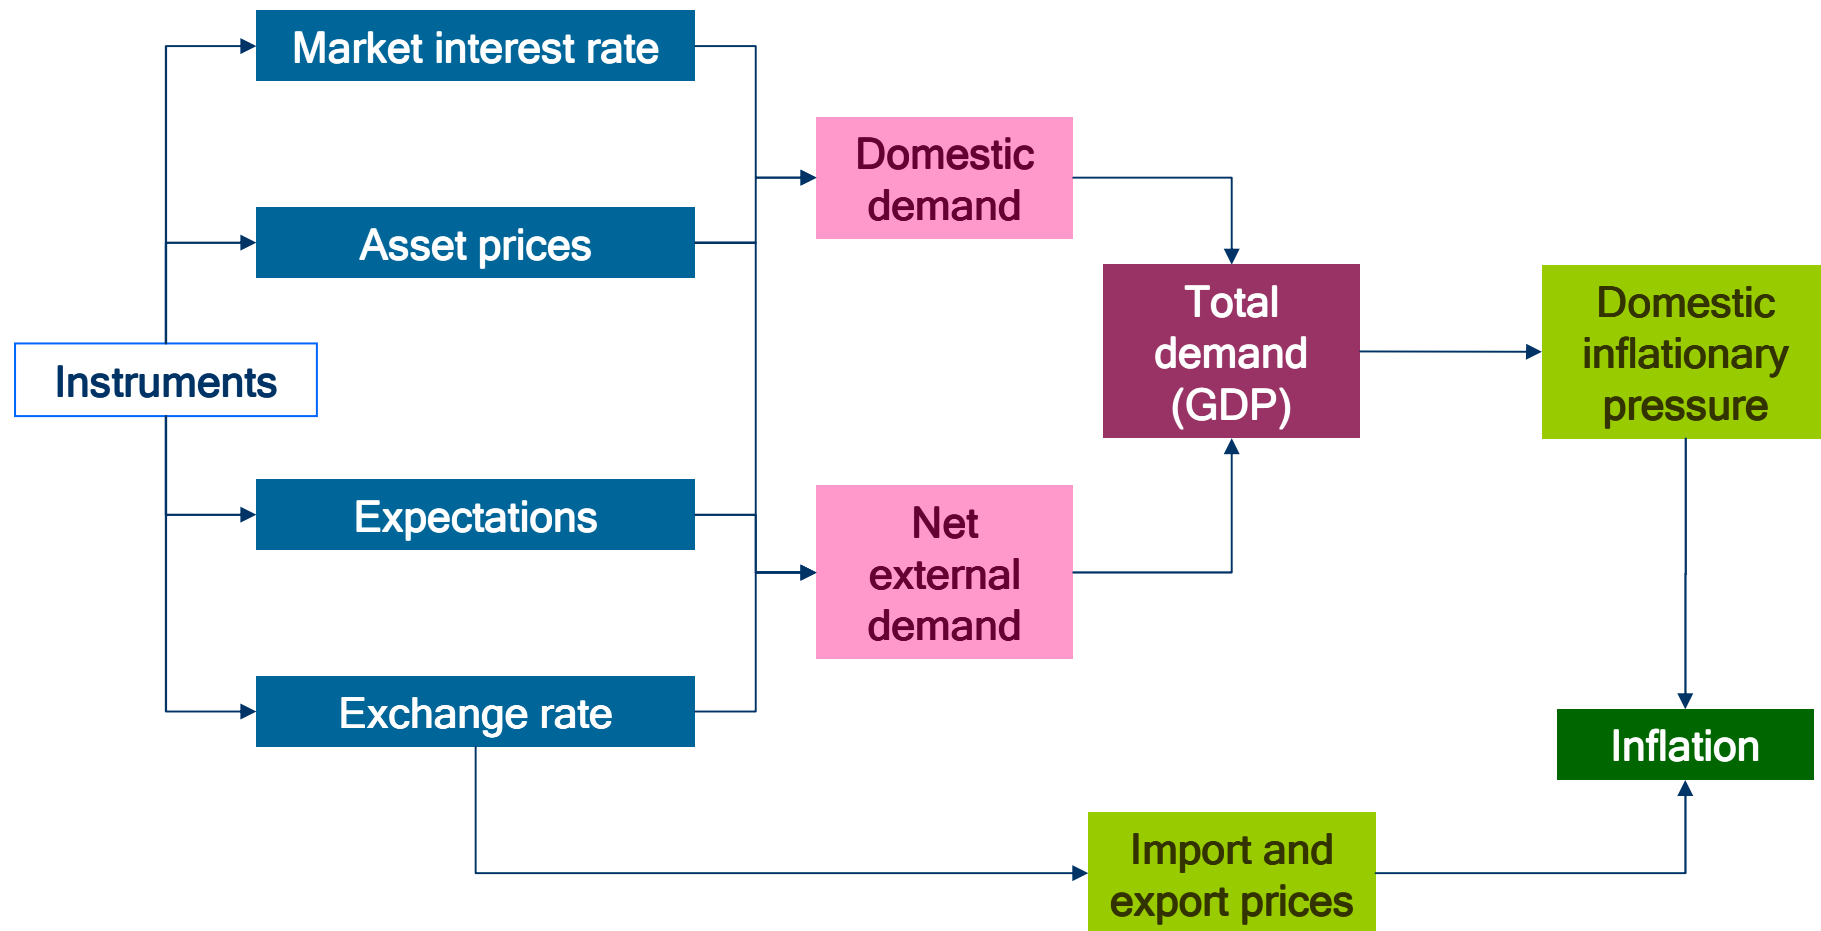 Market interest rate
Asset prices
Instruments
Expectations
Exchange rate
Domestic
demand
Net
external
demand
Total
demand
(GDP)
Domestic
inflationary
pressure
Inflation
Import and
export prices